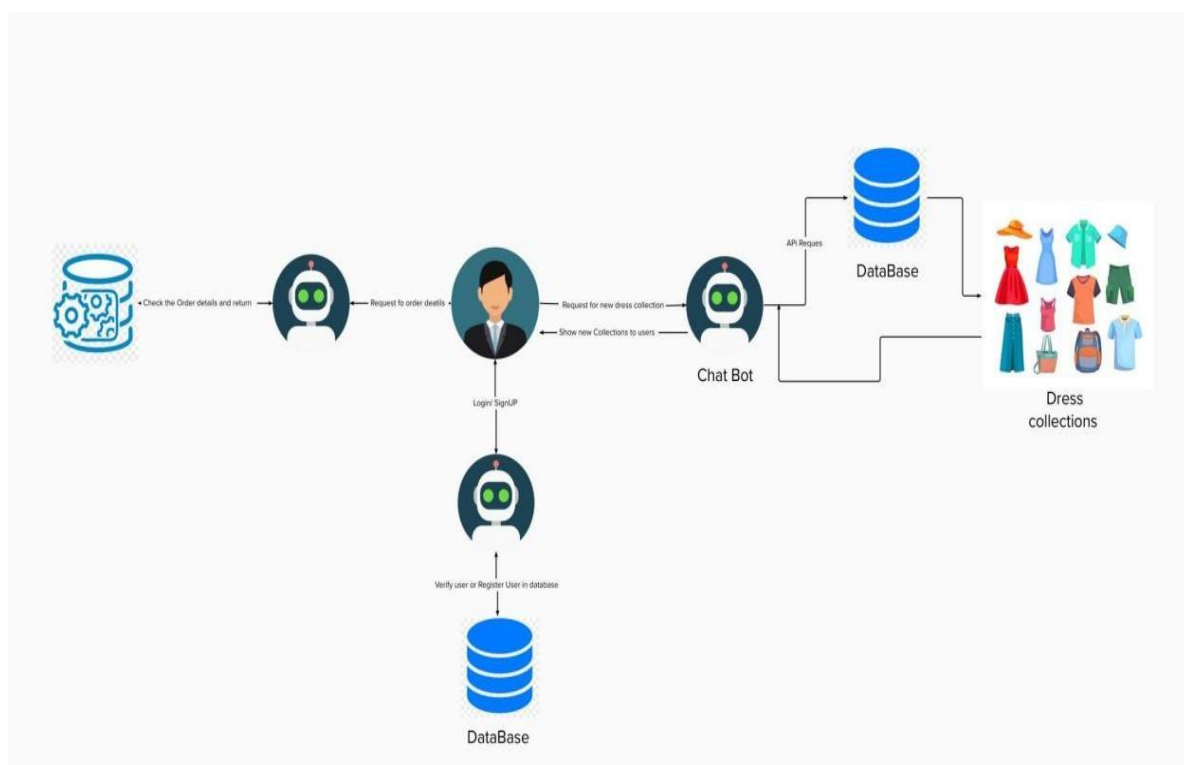 APi Reques
DataBase
Check the Order details and return
Request fo order deatils
Request for new dress collection
Show new Collections to users
Chat Bot
Dress
collections
Login/ SignUP
Verify user or Register User in database
DataBase